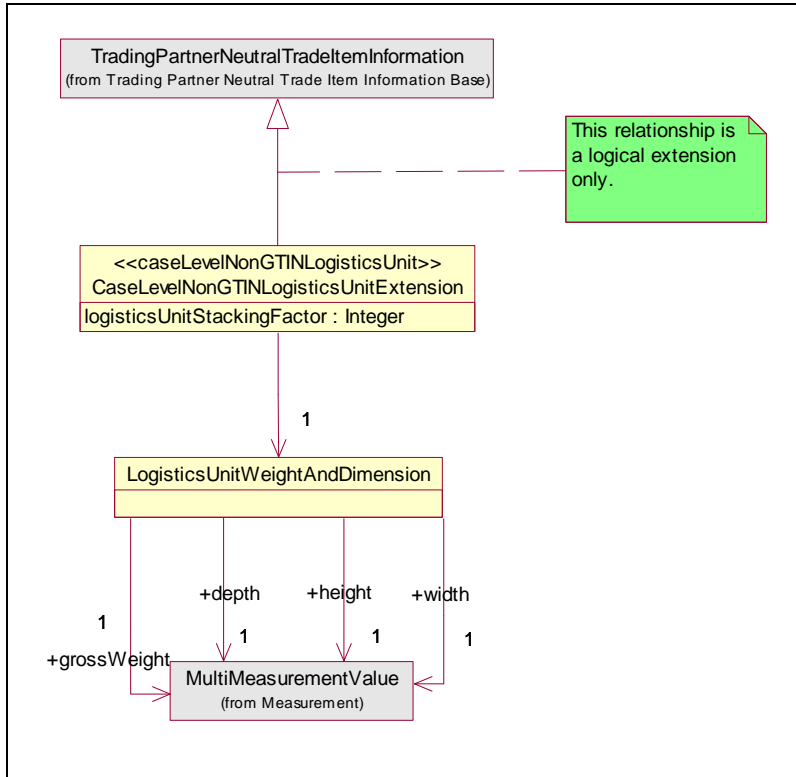 TradingPartnerNeutralTradeItemInformation
(from Trading Partner Neutral Trade Item Information Base)
This relationship is
a logical extension
only.
<<caseLevelNonGTINLogisticsUnit>>
CaseLevelNonGTINLogisticsUnitExtension
logisticsUnitStackingFactor : Integer
1
LogisticsUnitWeightAndDimension
+depth
+height
+width
1
1
1
1
+grossWeight
MultiMeasurementValue
(from Measurement)